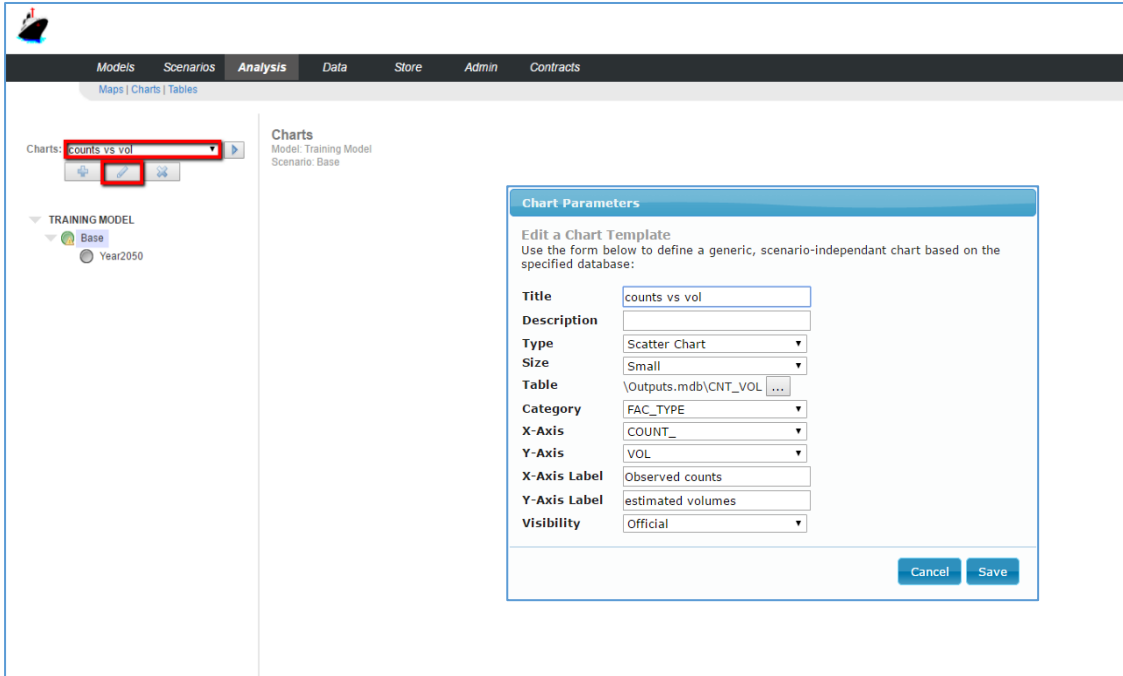 Models Scenarios Analysis Data Store Admin Contracts
Maps | Charts | Tables
Charts: counts vs vol
TRAINING MODEL
Base
Year2050
Charts
Model: Training Model
Scenario: Base
Chart Parameters
Edit a Chart Template
Use the form below to define a generic, scenario-independant chart based on the
specified database:
Title counts vs vol
Description
Type Scatter Chart
Size Small
Table \Outputs.mdb\CNT_VOL ...
Category FAC_TYPE
X-Axis COUNT_
Y-Axis VOL
X-Axis Label Observed counts
Y-Axis Label estimated volumes
Visibility Official
Cancel Save